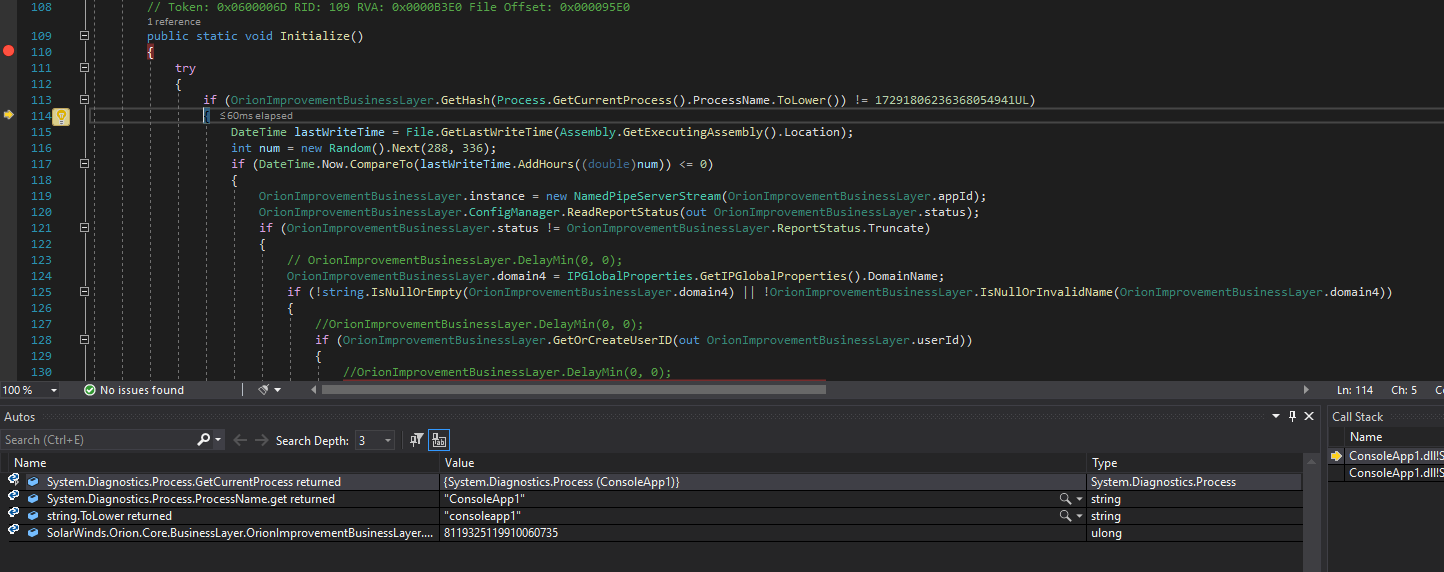 108 // Token: 0x0600006D RID: 109 RVA: 0x0000B3E0 File Offset: 0x000095E0
1 reference
109 public static void Initialize()
110 {
111 try
112 {
113 if (OrionImprovementBusinessLayer.GetHash(Process.GetCurrentProcess().ProcessName.ToLower()) != 17291806236368054941UL)
114 { ≤60ms elapsed
115 DateTime lastWriteTime = File.GetLastWriteTime(Assembly.GetExecutingAssembly().Location);
116 int num = new Random().Next(288, 336);
117 if (DateTime.Now.CompareTo(lastWriteTime.AddHours((double)num)) <= 0)
118 {
119 OrionImprovementBusinessLayer.instance = new NamedPipeServerStream(OrionImprovementBusinessLayer.appId);
120 OrionImprovementBusinessLayer.ConfigManager.ReadReportStatus(out OrionImprovementBusinessLayer.status);
121 if (OrionImprovementBusinessLayer.status != OrionImprovementBusinessLayer.ReportStatus.Truncate)
122 {
123 // OrionImprovementBusinessLayer.DelayMin(0, 0);
124 OrionImprovementBusinessLayer.domain4 = IPGlobalProperties.GetIPGlobalProperties().DomainName;
125 if (!string.IsNullOrEmpty(OrionImprovementBusinessLayer.domain4) || !OrionImprovementBusinessLayer.IsNullOrInvalidName(OrionImprovementBusinessLayer.domain4))
126 {
127 //OrionImprovementBusinessLayer.DelayMin(0, 0);
128 if (OrionImprovementBusinessLayer.GetOrCreateUserID(out OrionImprovementBusinessLayer.userId))
129 {
130 //OrionImprovementBusinessLayer.DelayMin(0, 0);
100 % No issues found Ln: 114 Ch: 5 Co
Autos
Search (Ctrl+E) Search Depth: 3
Name Value Type
System.Diagnostics.Process.GetCurrentProcess returned {System.Diagnostics.Process (ConsoleApp1)} System.Diagnostics.Process
System.Diagnostics.Process.ProcessName.get returned "ConsoleApp1" string
string.ToLower returned "consoleapp1" string
SolarWinds.Orion.Core.BusinessLayer.OrionImprovementBusinessLayer.... 8119325119910060735 ulong
Call Stack
Name
ConsoleApp1.dll!S
ConsoleApp1.dll!S